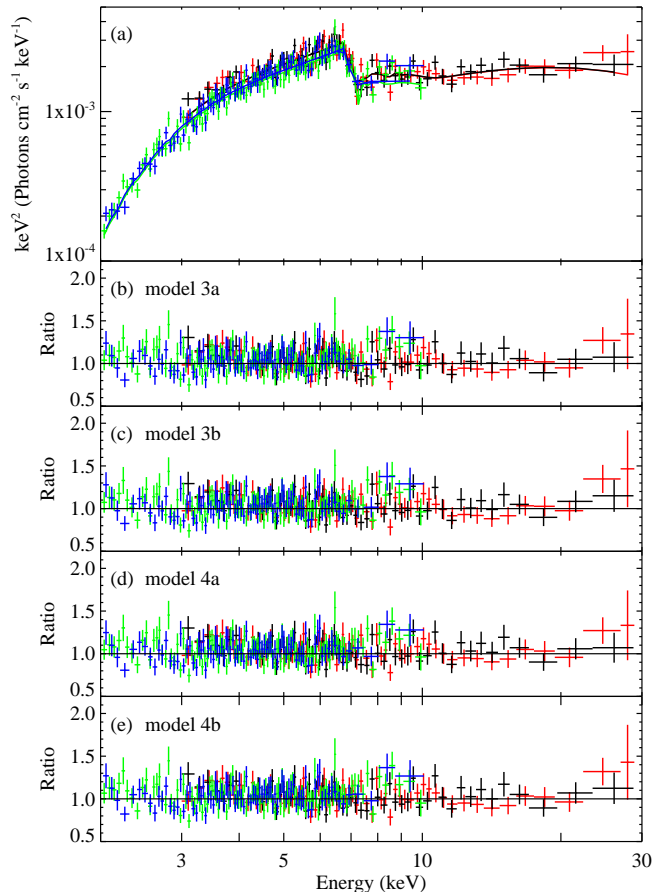 (a)
keV² (Photons cm⁻² s⁻¹ keV⁻¹)
1x10⁻³
1x10⁻⁴
(b) model 3a
Ratio
2.0
1.5
1.0
0.5
(c) model 3b
Ratio
2.0
1.5
1.0
0.5
(d) model 4a
Ratio
2.0
1.5
1.0
0.5
(e) model 4b
Ratio
2.0
1.5
1.0
0.5
3 5 10 30
Energy (keV)